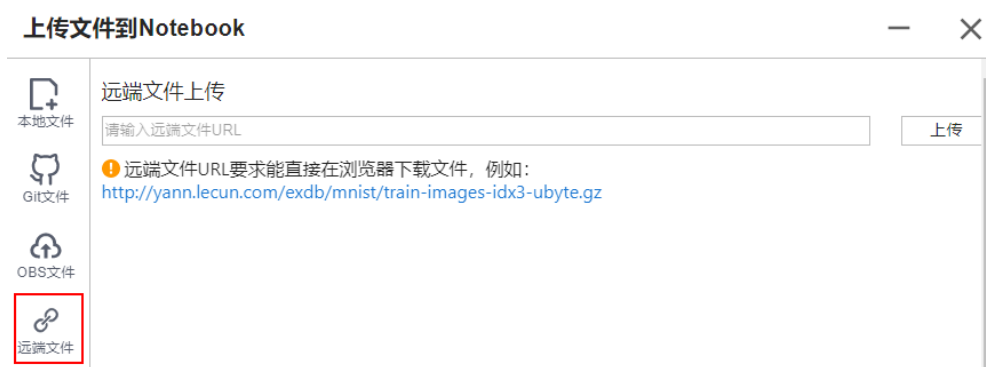 上传文件到Notebook
本地文件
Git文件
OBS文件
远端文件
远端文件上传
请输入远端文件URL
上传
远端文件URL要求能直接在浏览器下载文件，例如：
http://yann.lecun.com/exdb/mnist/train-images-idx3-ubyte.gz